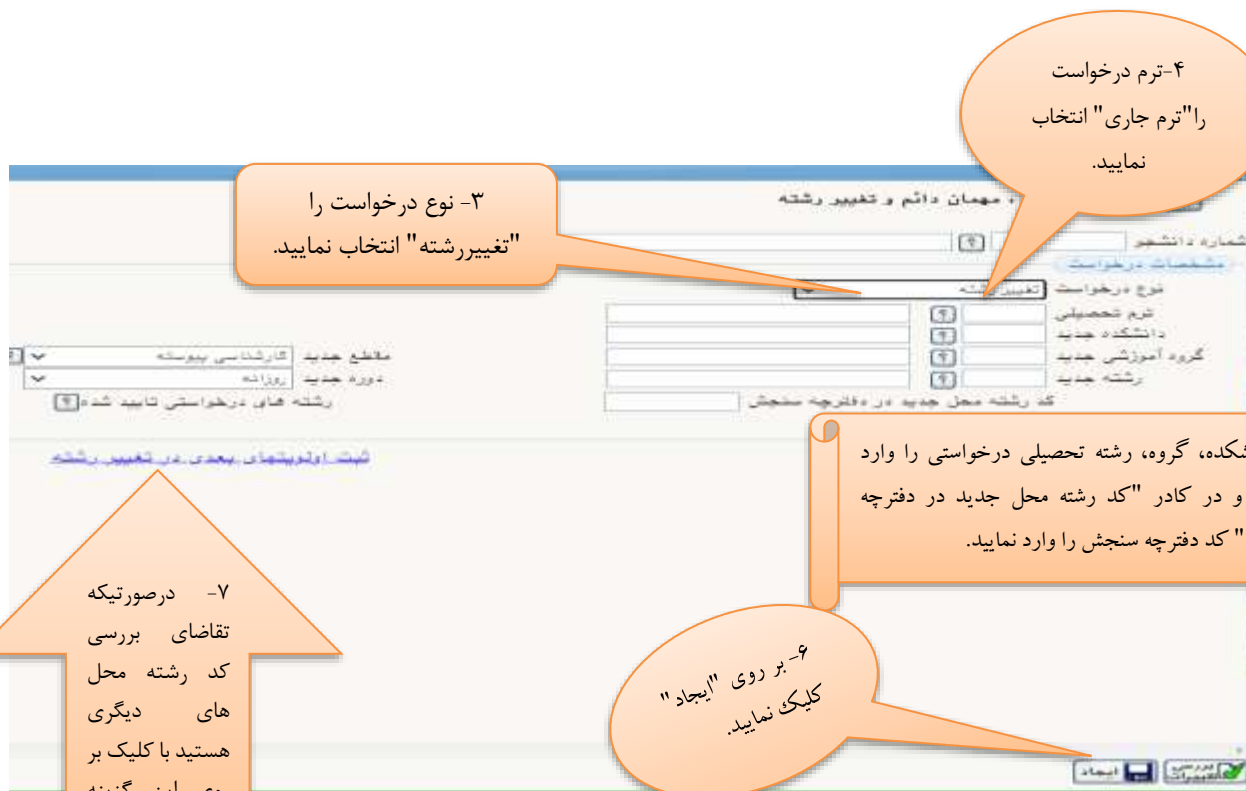 ۴-ترم درخواست
را"ترم جاری" انتخاب
نمایید.
۳- نوع درخواست را
"تغییررشته" انتخاب نمایید.
، مهمان دائم و تغییر رشته
شماره دانشجو
مشخصات درخواست
نوع درخواست تغییر رشته
ترم تحصیلی
دانشکده جدید
گروه آموزشی جدید
رشته جدید
کد رشته محل جدید در دفترچه سنجش
مقطع جدید کارشناسی پیوسته
دوره جدید روزانه
رشته های درخواستی تایید شده
ثبت اولویتهای بعدی در تغییر رشته
شکده، گروه، رشته تحصیلی درخواستی را وارد
و در کادر "کد رشته محل جدید در دفترچه
" کد دفترچه سنجش را وارد نمایید.
۶- بر روی "ایجاد"
کلیک نمایید.
۷- درصورتیکه
تقاضای بررسی
کد رشته محل
های دیگری
هستید با کلیک بر
بررسی تغییرات
ایجاد